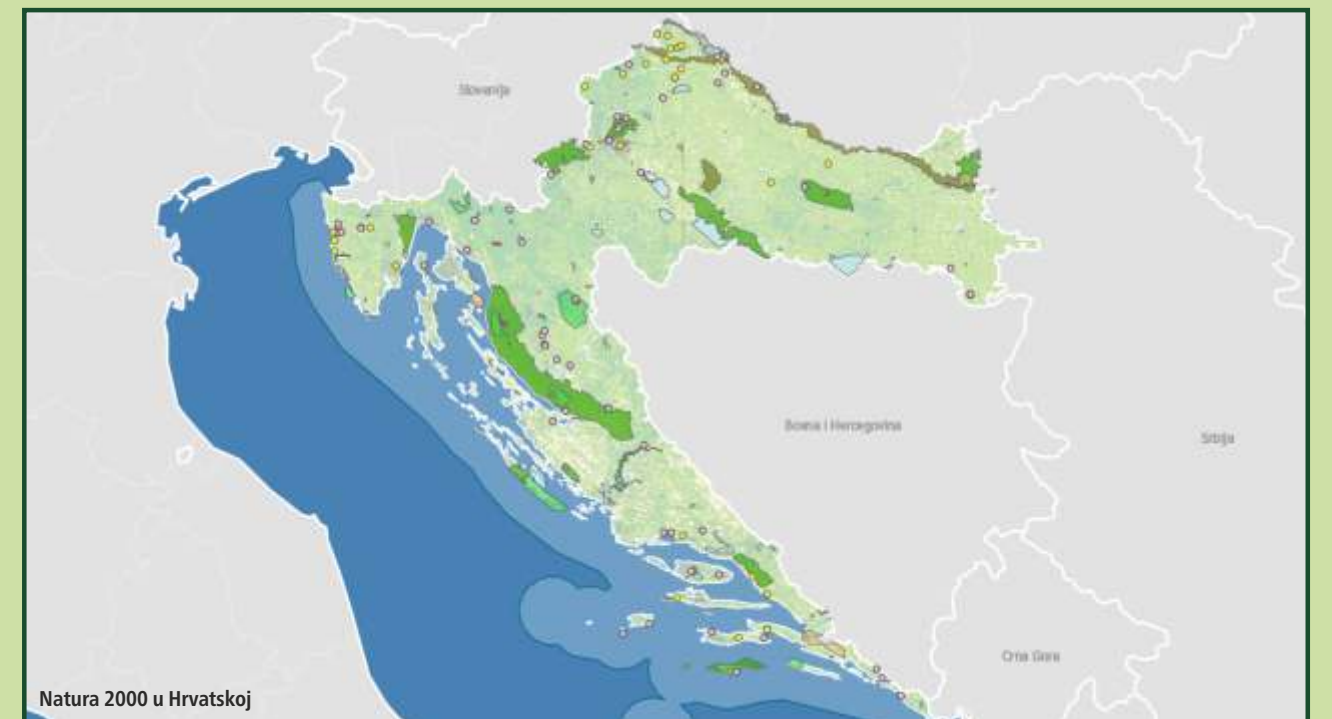 Slovenija
Bosna i Hercegovina
Srbija
Crna Gora
Natura 2000 u Hrvatskoj